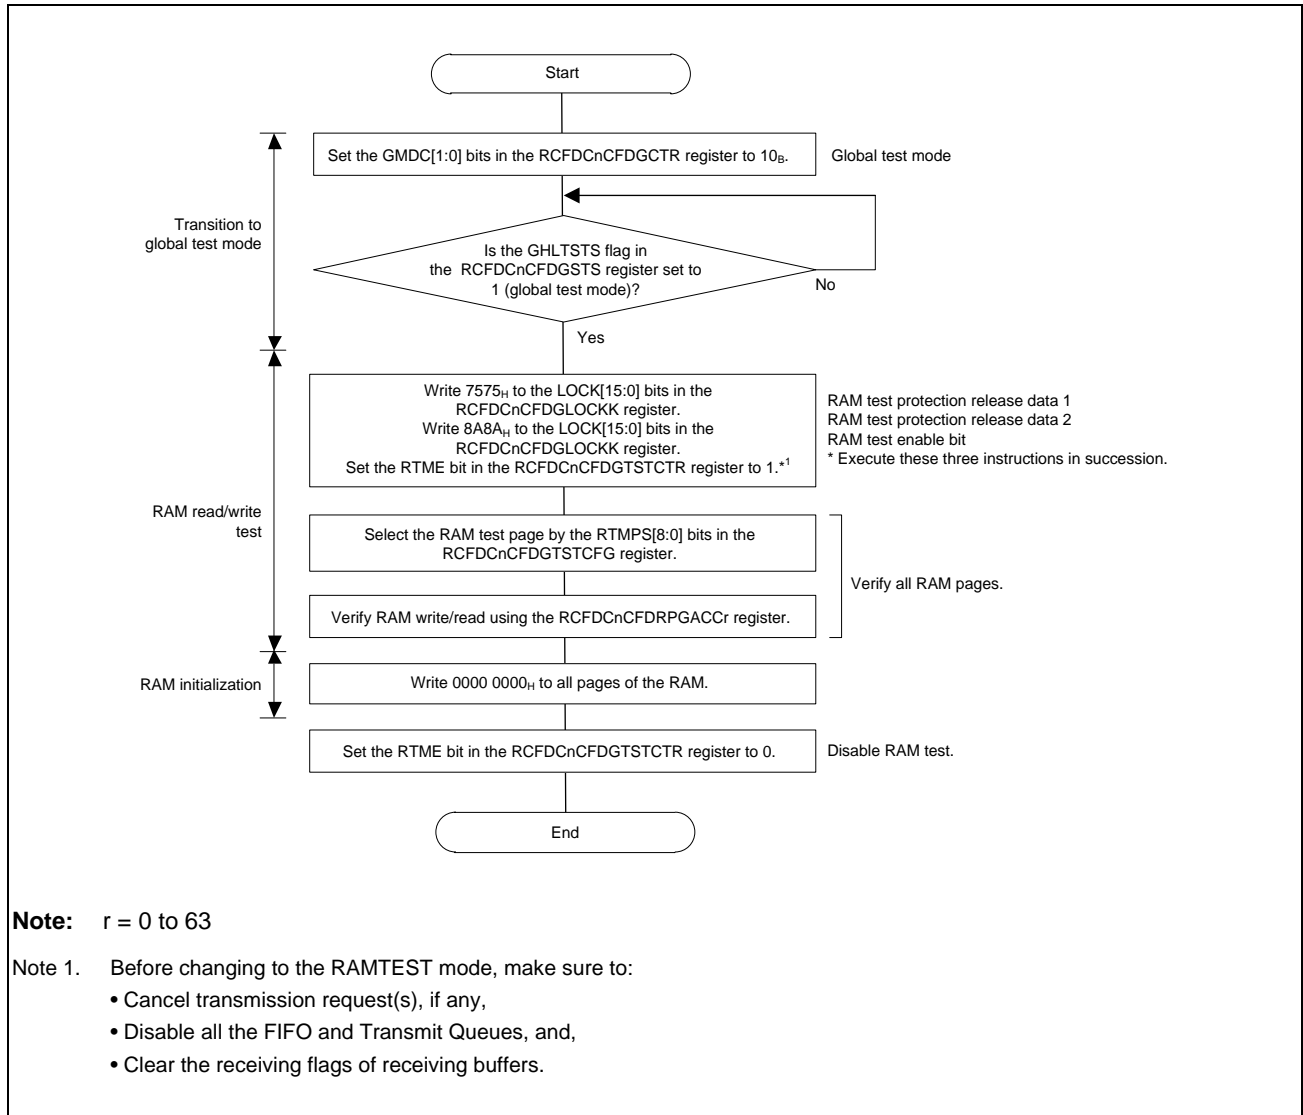 Start
Set the GMDC[1:0] bits in the RCFDCnCFDGCTR register to 10B.
Global test mode
Transition to
global test mode
Is the GHLTSTS flag in
the RCFDCnCFDGSTS register set to
1 (global test mode)?
No
Yes
Write 7575H to the LOCK[15:0] bits in the
RCFDCnCFDGLOCKK register.
Write 8A8AH to the LOCK[15:0] bits in the
RCFDCnCFDGLOCKK register.
Set the RTME bit in the RCFDCnCFDGTSTCTR register to 1.*1
RAM test protection release data 1
RAM test protection release data 2
RAM test enable bit
* Execute these three instructions in succession.
RAM read/write
test
Select the RAM test page by the RTMPS[8:0] bits in the
RCFDCnCFDGTSTCFG register.
Verify all RAM pages.
Verify RAM write/read using the RCFDCnCFDRPGACCr register.
RAM initialization
Write 0000 0000H to all pages of the RAM.
Set the RTME bit in the RCFDCnCFDGTSTCTR register to 0.
Disable RAM test.
End
Note: r = 0 to 63
Note 1. Before changing to the RAMTEST mode, make sure to:
• Cancel transmission request(s), if any,
• Disable all the FIFO and Transmit Queues, and,
• Clear the receiving flags of receiving buffers.